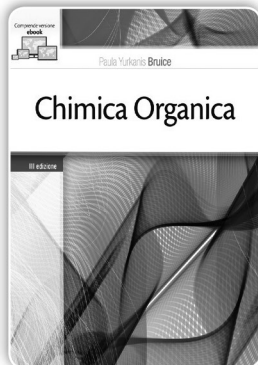 Comprende versione
ebook
Paula Yurkanis Bruice
Chimica Organica
III edizione